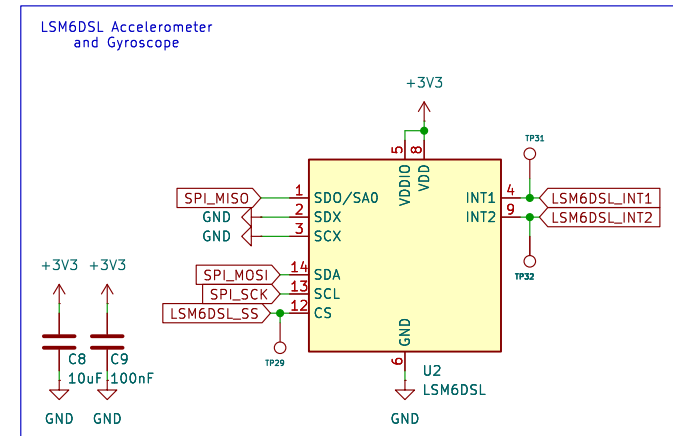 LSM6DSL Accelerometer
and Gyroscope
+3V3
TP31
5
8
VDDIO
VDD
SPI_MISO 1 SDO/SA0
GND 2 SDX
GND 3 SCX
INT1 4 LSM6DSL_INT1
INT2 9 LSM6DSL_INT2
TP32
SPI_MOSI 14 SDA
SPI_SCK 13 SCL
LSM6DSL_SS 12 CS
TP29
+3V3 +3V3
C8
10uF
C9
100nF
GND GND
GND
6
GND
U2
LSM6DSL